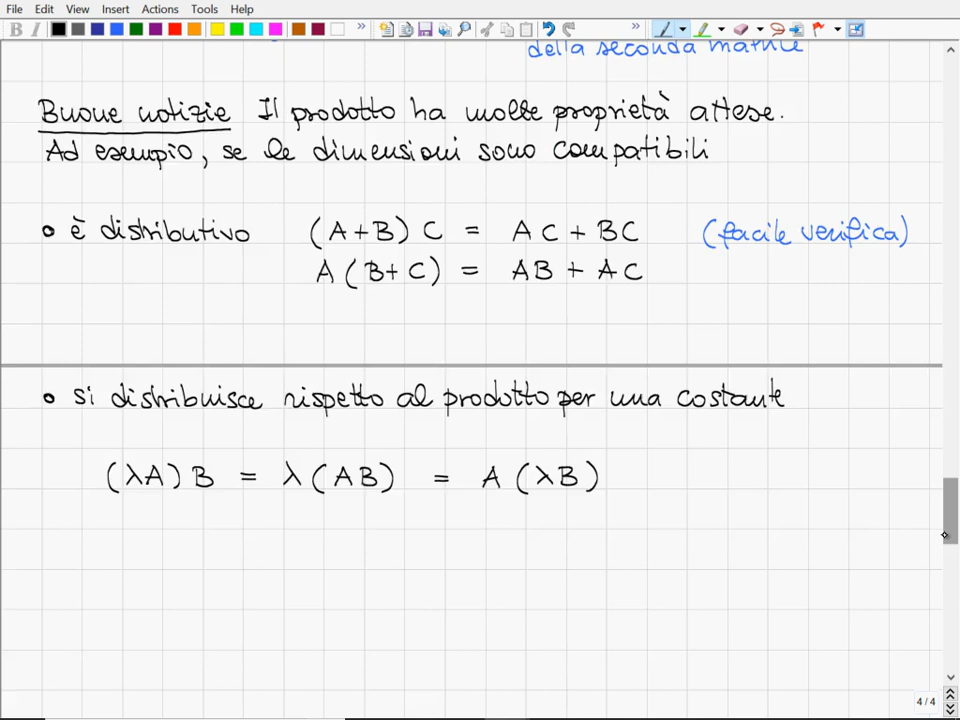 File Edit View Insert Actions Tools Help
della seconda matrice
Buone notizie Il prodotto ha molte proprietà attese.
Ad esempio, se le dimensioni sono compatibili
• è distributivo (A+B) C = AC + BC (facile verifica)
A (B+C) = AB + AC
• si distribuisce rispetto al prodotto per una costante
(λA) B = λ (AB) = A (λB)
4 / 4